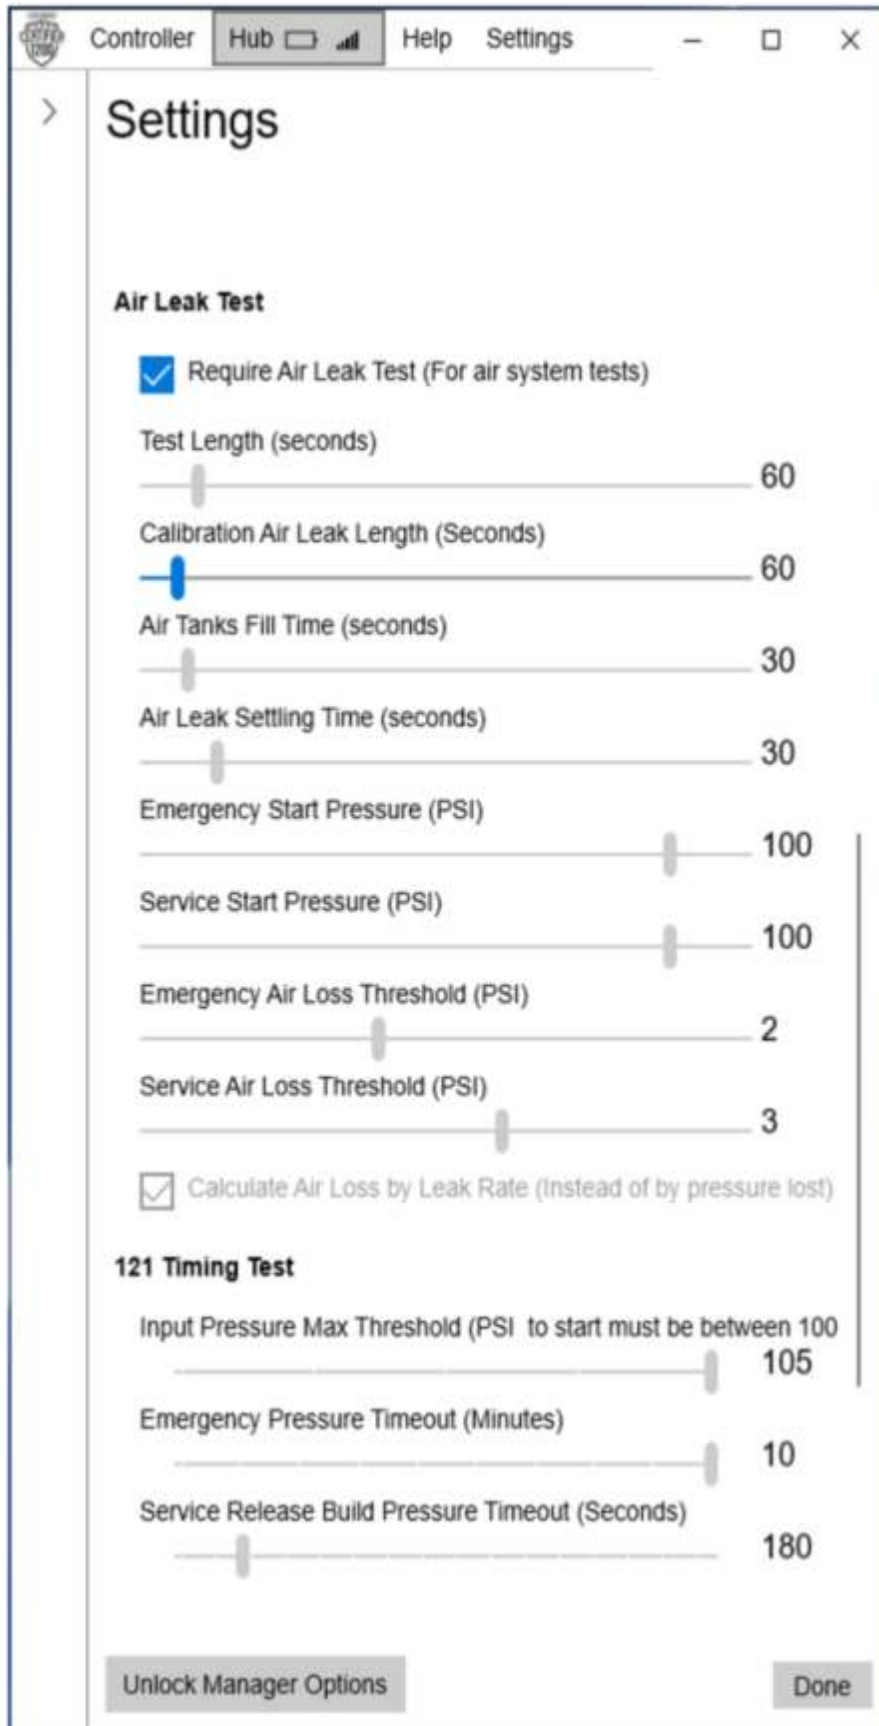 Controller
Hub
Help
Settings
Settings
Air Leak Test
Require Air Leak Test (For air system tests)
Test Length (seconds)
60
Calibration Air Leak Length (Seconds)
60
Air Tanks Fill Time (seconds)
30
Air Leak Settling Time (seconds)
30
Emergency Start Pressure (PSI)
100
Service Start Pressure (PSI)
100
Emergency Air Loss Threshold (PSI)
2
Service Air Loss Threshold (PSI)
3
Calculate Air Loss by Leak Rate (Instead of by pressure lost)
121 Timing Test
Input Pressure Max Threshold (PSI to start must be between 100
105
Emergency Pressure Timeout (Minutes)
10
Service Release Build Pressure Timeout (Seconds)
180
Unlock Manager Options
Done